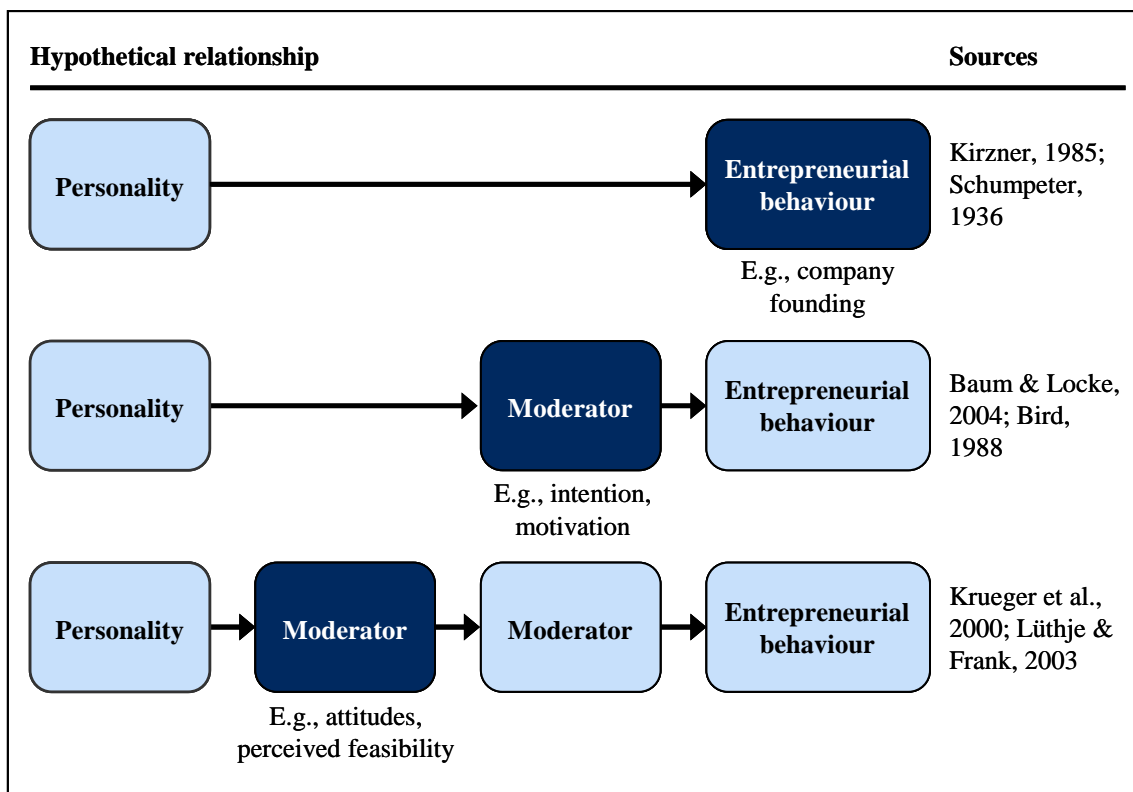 Hypothetical relationship
Sources
Personality
Entrepreneurial
behaviour
Kirzner, 1985;
Schumpeter,
1936
E.g., company
founding
Personality
Moderator
Entrepreneurial
behaviour
Baum & Locke,
2004; Bird,
1988
E.g., intention,
motivation
Personality
Moderator
Moderator
Entrepreneurial
behaviour
Krueger et al.,
2000; Lüthje &
Frank, 2003
E.g., attitudes,
perceived feasibility